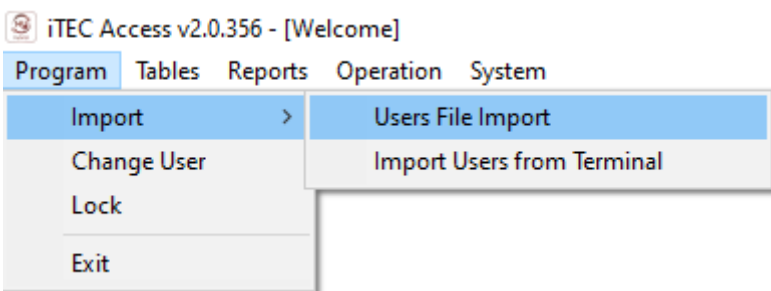 iTEC Access v2.0.356 - [Welcome]
Program Tables Reports Operation System
Import > Users File Import
Change User Import Users from Terminal
Lock
Exit